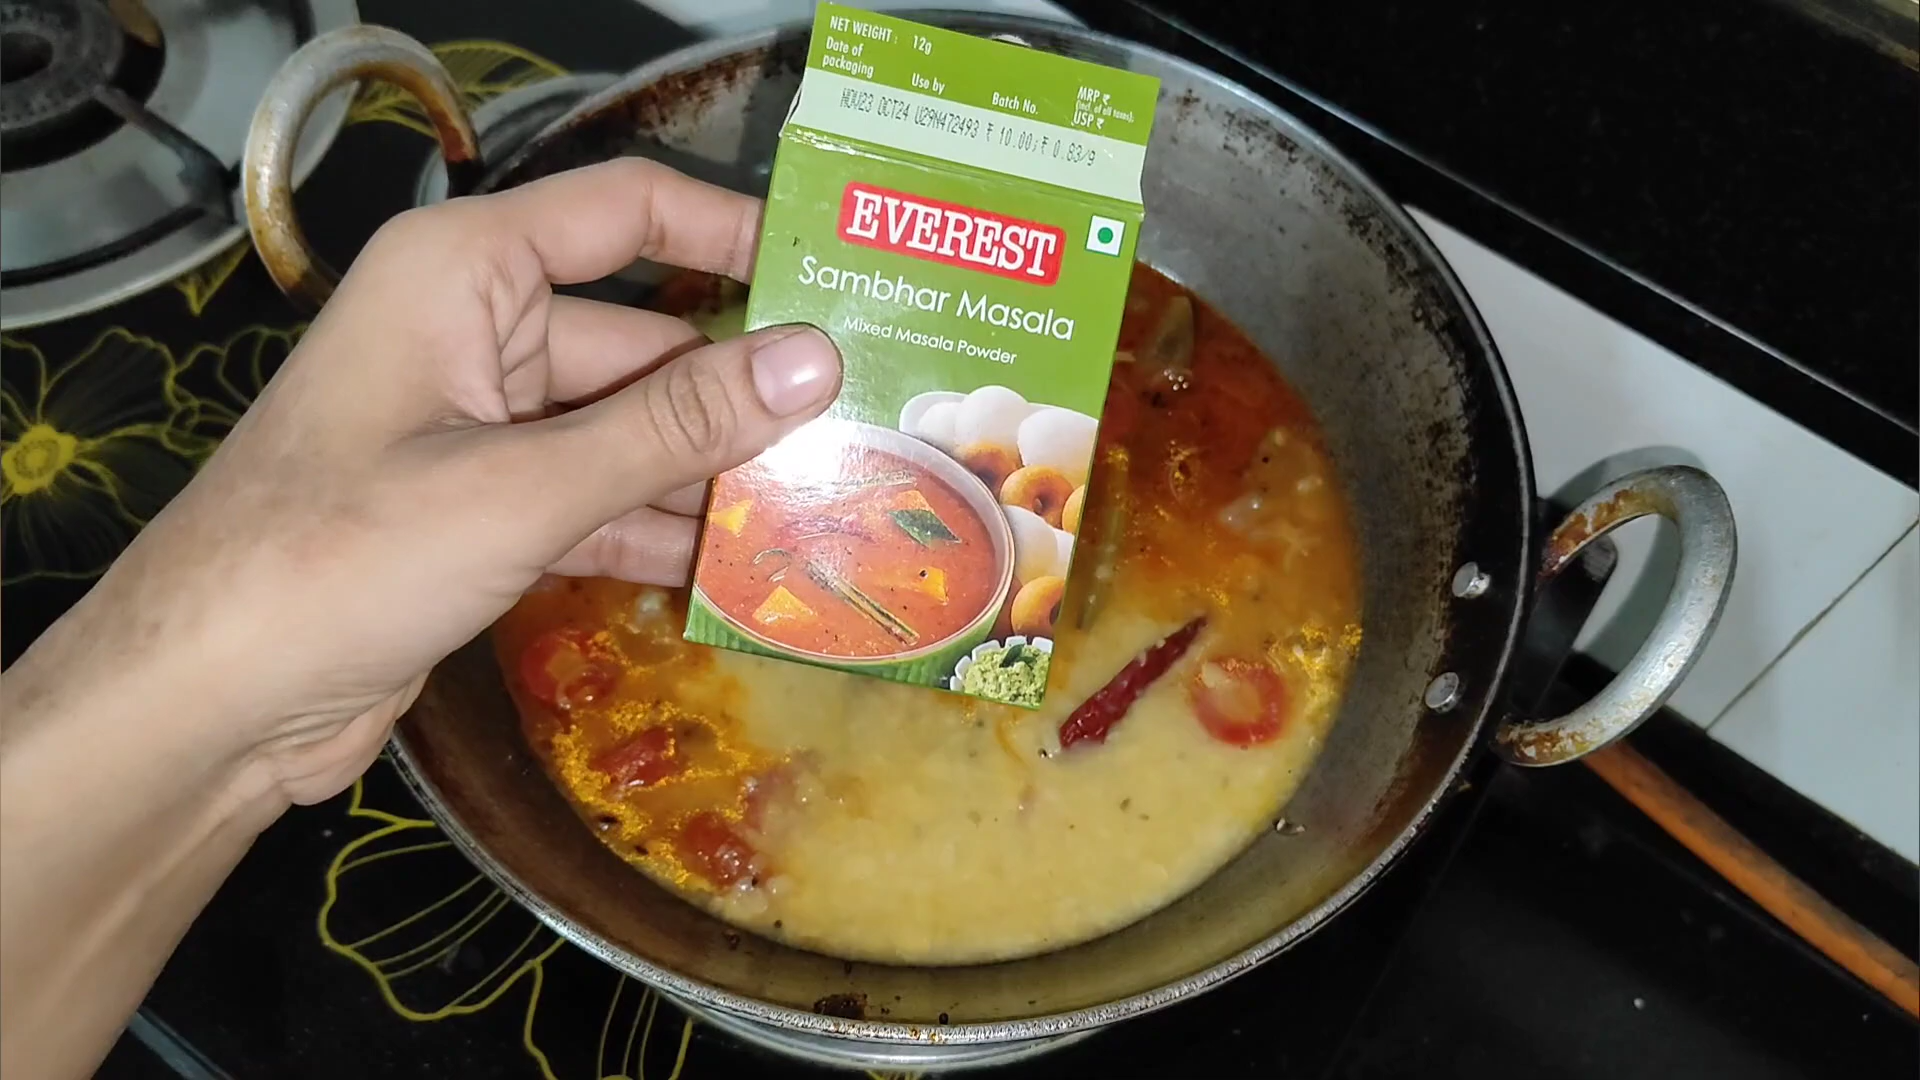 NET WEIGHT : 12g
Date of packaging
Use by
Batch No.
MRP ₹
(incl. of all taxes):
USP ₹
NOV23 OCT24 U29N472493 ₹ 10.00;₹ 0.83/g
EVEREST
Sambhar Masala
Mixed Masala Powder